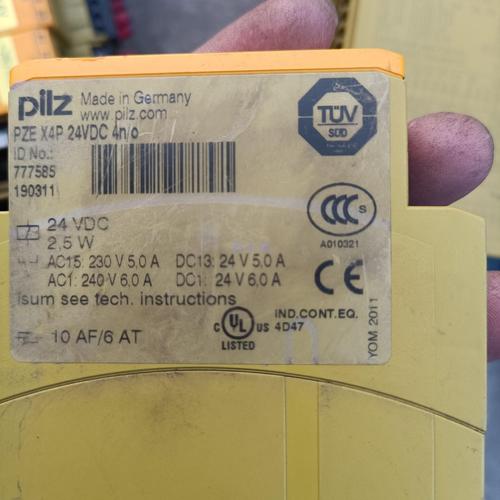 pilz
Made in Germany
www.pilz.com
PZE X4P 24VDC 4n/o
ID No.:
777585
190311
24 VDC
2,5 W
AC15: 230 V 5,0 A DC13: 24 V 5,0 A
AC1: 240 V 6,0 A DC1: 24 V 6,0 A
Isum see tech. instructions
10 AF/6 AT
TÜV
SÜD
CCC S
A010321
CE
C UL US
LISTED
IND.CONT.EQ.
4D47
YOM 2011